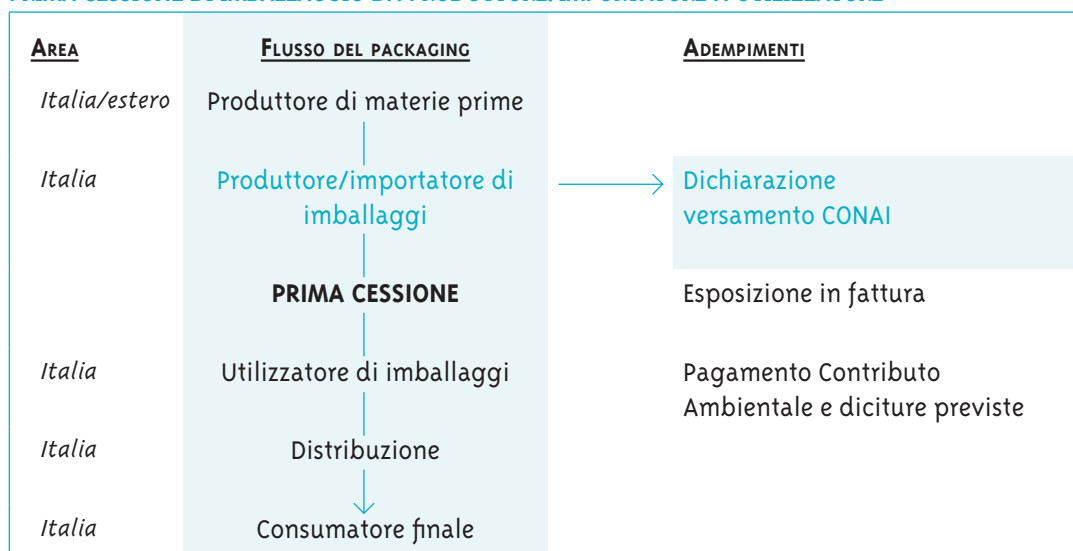 AREA FLUSSO DEL PACKAGING ADEMPIMENTI
Italia/estero Produttore di materie prime
Italia Produttore/importatore di Dichiarazione
imballaggi versamento CONAI
PRIMA CESSIONE Esposizione in fattura
Italia Utilizzatore di imballaggi Pagamento Contributo
Ambientale e diciture previste
Italia Distribuzione
Italia Consumatore finale